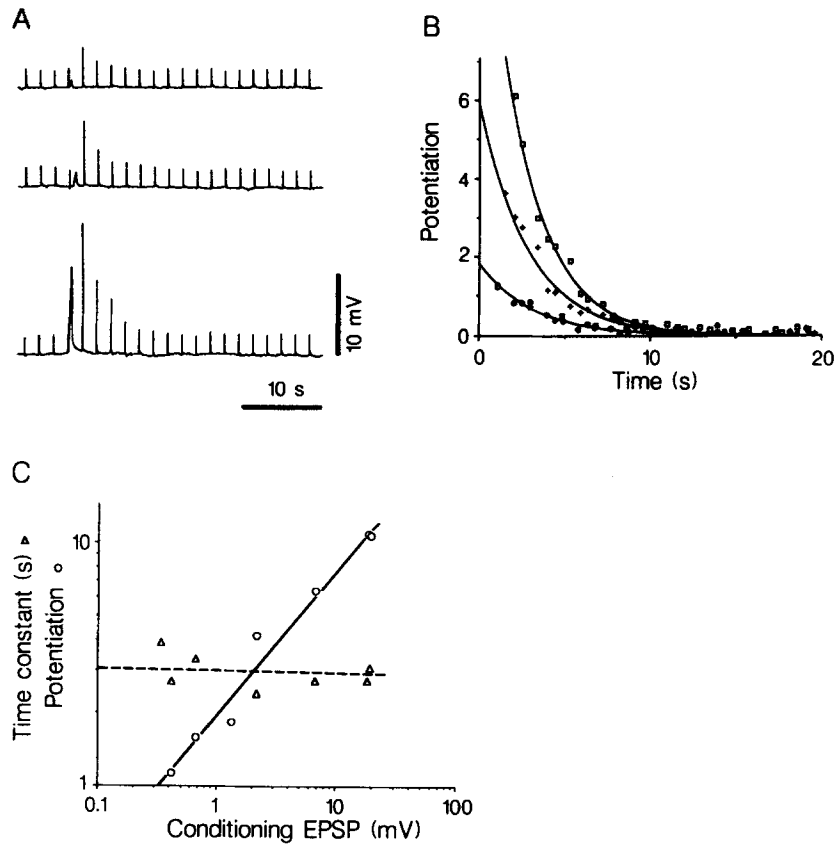 A
10 mV
10 s
B
Potentiation
6
4
2
0
0
10
20
Time (s)
C
Time constant (s) ▵
Potentiation ○
10
1
0.1
1
10
100
Conditioning EPSP (mV)